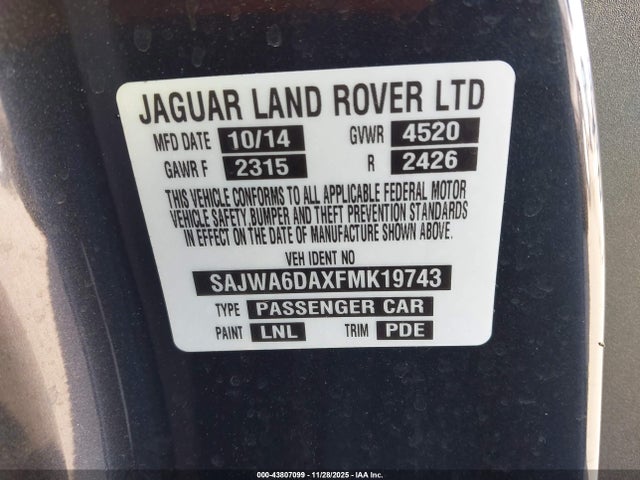 JAGUAR LAND ROVER LTD
MFD DATE 10/14 GVWR 4520
GAWR F 2315 R 2426
THIS VEHICLE CONFORMS TO ALL APPLICABLE FEDERAL MOTOR
VEHICLE SAFETY, BUMPER AND THEFT PREVENTION STANDARDS
IN EFFECT ON THE DATE OF MANUFACTURE SHOWN ABOVE.
VEH IDENT NO
SAJWA6DAXFMK19743
TYPE PASSENGER CAR
PAINT LNL TRIM PDE
000-43807099 - 11/28/2025 - IAA Inc.